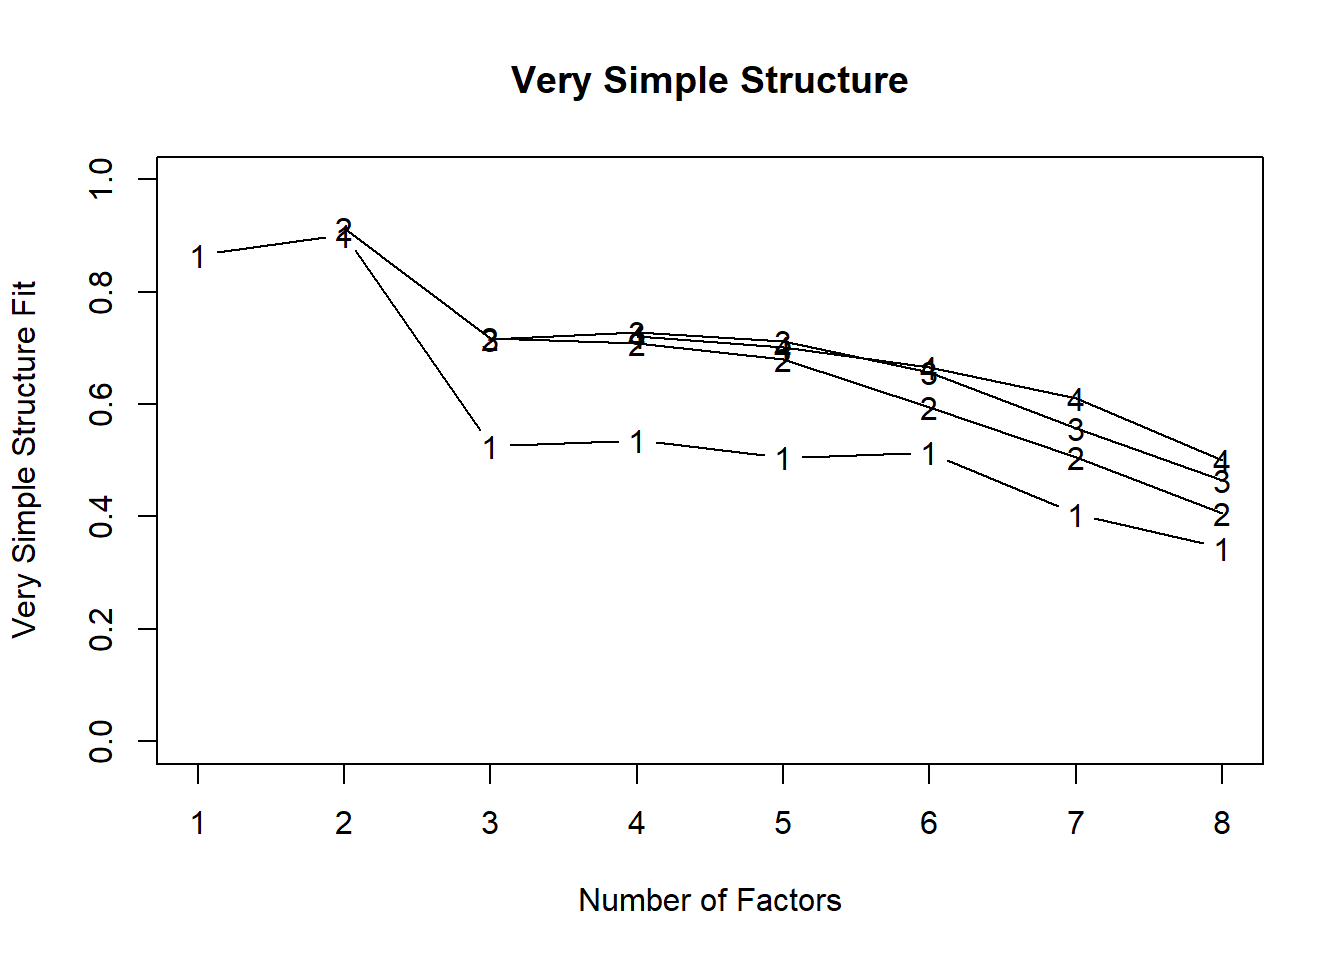 Very Simple Structure
Very Simple Structure Fit
1.0
0.8
0.6
0.4
0.2
0.0
1 1 1 1 1 1 1 1
2 2 2 2 2 2 2
3 3 3 3 3 3
4 4 4 4 4
1 2 3 4 5 6 7 8
Number of Factors